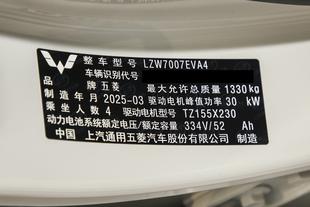 整车型号 LZW7007EVA4
车辆识别代号
品牌 五菱 最大允许总质量 1330 kg
制造年月 2025-03 驱动电机峰值功率 30 kW
乘坐人数 4 驱动电机型号 TZ155X230
动力电池系统额定电压/额定容量 334V/52 Ah
中国 上汽通用五菱汽车股份有限公司 制造